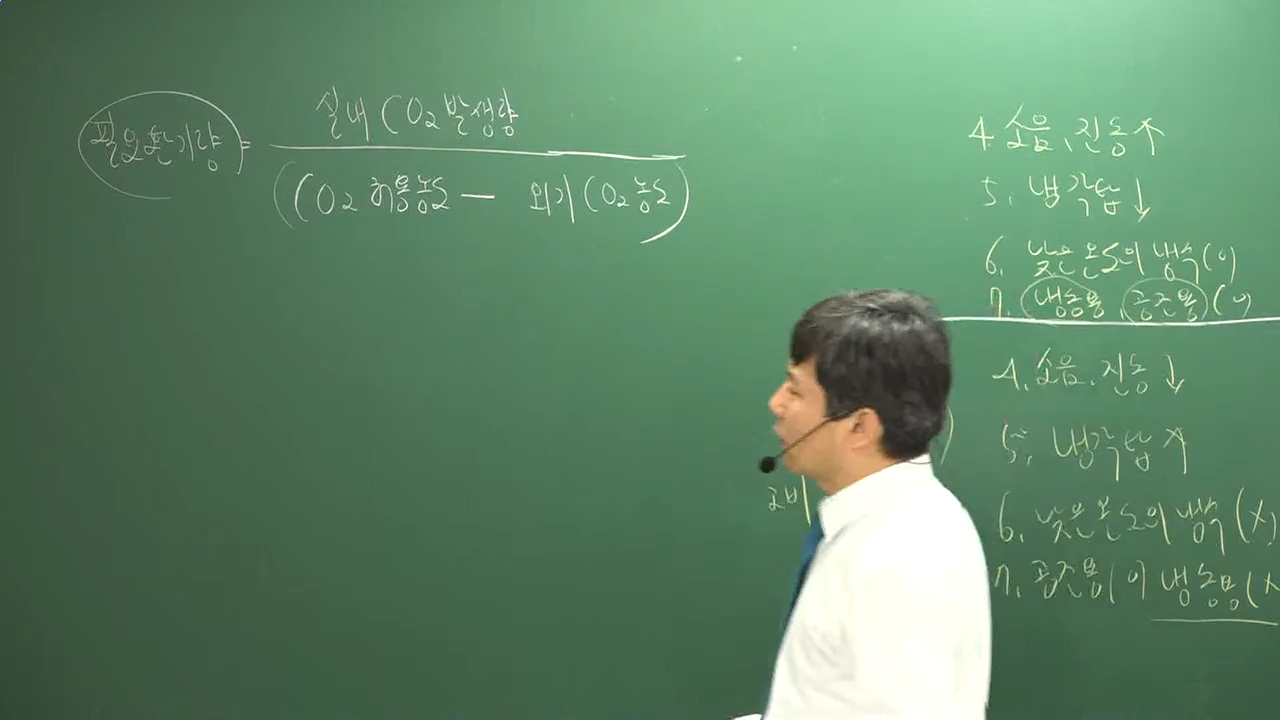 필요환기량 = 실내 CO₂ 발생량
(CO₂ 허용농도 — 외기 CO₂ 농도)
4. 소음, 진동 ↑
5. 냉각탑 ↓
6. 낮은 온도의 냉수 (O)
7. 냉동용, 공조용 (O)
4. 소음, 진동 ↓
5. 냉각탑 ↑
준비
6. 낮은 온도의 냉수 (X)
7. 공조용 (O) 냉동용 (X